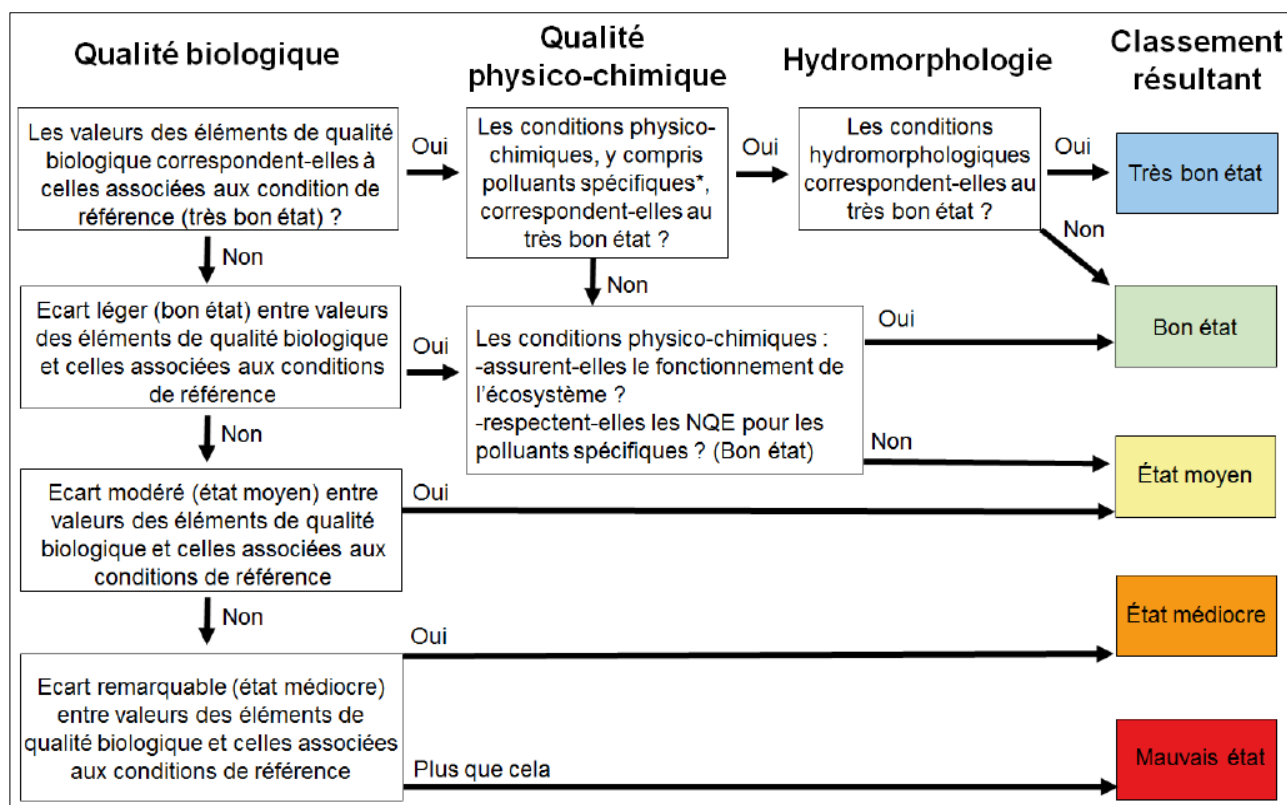 Qualité biologique
Qualité
physico-chimique
Hydromorphologie
Classement
résultant
Les valeurs des éléments de qualité
biologique correspondent-elles à
celles associées aux condition de
référence (très bon état) ?
Oui
Les conditions physico-
chimiques, y compris
polluants spécifiques*,
correspondent-elles au
très bon état ?
Oui
Les conditions
hydromorphologiques
correspondent-elles au
très bon état ?
Oui
Très bon état
Non
Non
Non
Ecart léger (bon état) entre valeurs
des éléments de qualité biologique
et celles associées aux conditions
de référence
Oui
Les conditions physico-chimiques :
-assurent-elles le fonctionnement de
l'écosystème ?
-respectent-elles les NQE pour les
polluants spécifiques ? (Bon état)
Oui
Bon état
Non
Non
Ecart modéré (état moyen) entre
valeurs des éléments de qualité
biologique et celles associées aux
conditions de référence
Oui
État moyen
Non
Oui
État médiocre
Ecart remarquable (état médiocre)
entre valeurs des éléments de
qualité biologique et celles associées
aux conditions de référence
Plus que cela
Mauvais état